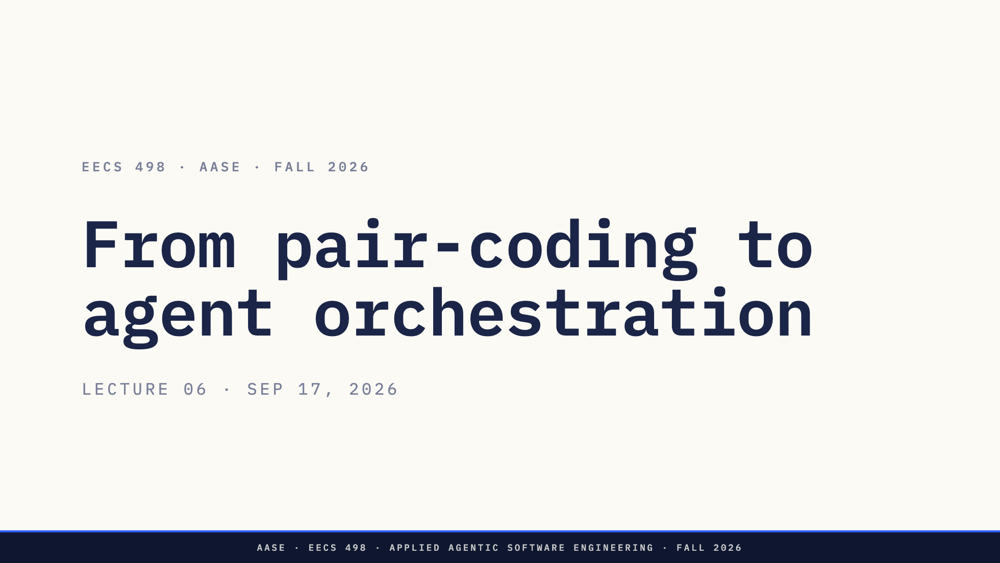 EECS 498 · AASE · FALL 2026
From pair-coding to
agent orchestration
LECTURE 06 · SEP 17, 2026
AASE · EECS 498 · APPLIED AGENTIC SOFTWARE ENGINEERING · FALL 2026